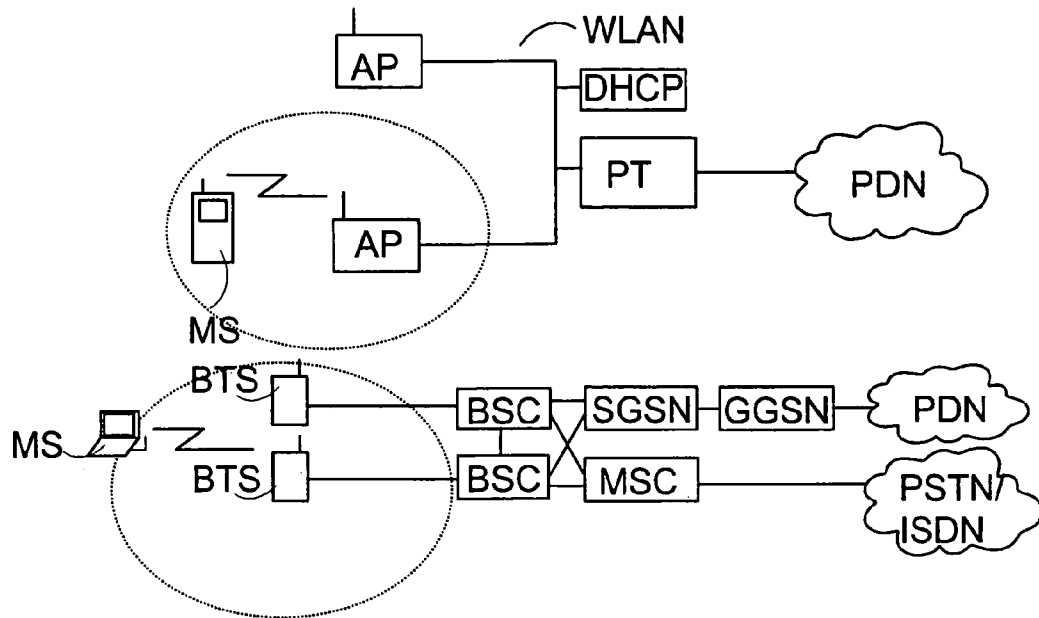 WLAN
AP
DHCP
PT
PDN
AP
MS
BTS
BSC
SGSN
GGSN
PDN
MS
BTS
BSC
MSC
PSTN/
ISDN